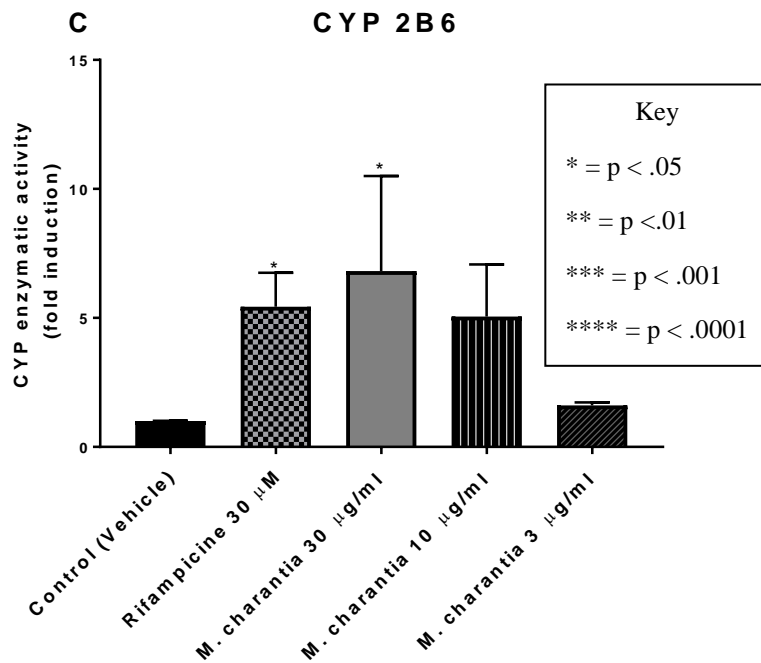 C
CYP 2B6
CYP enzymatic activity
(fold induction)
15
10
5
0
*
*
Key
* = p < .05
** = p <.01
*** = p < .001
**** = p < .0001
Control (Vehicle)
Rifampicine 30 μM
M. charantia 30 μg/ml
M. charantia 10 μg/ml
M. charantia 3 μg/ml